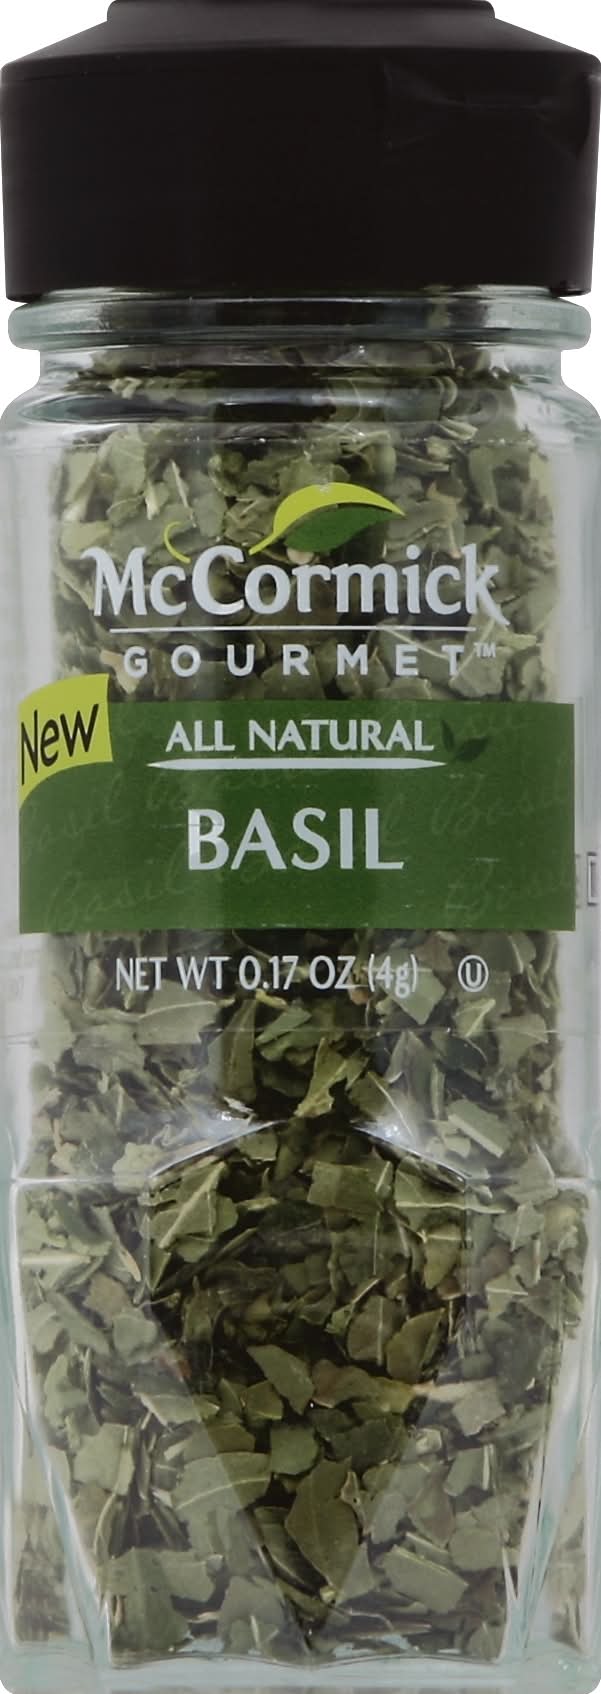 McCormick
GOURMET™
New
ALL NATURAL
BASIL
NET WT 0.17 OZ (4g) Ⓤ